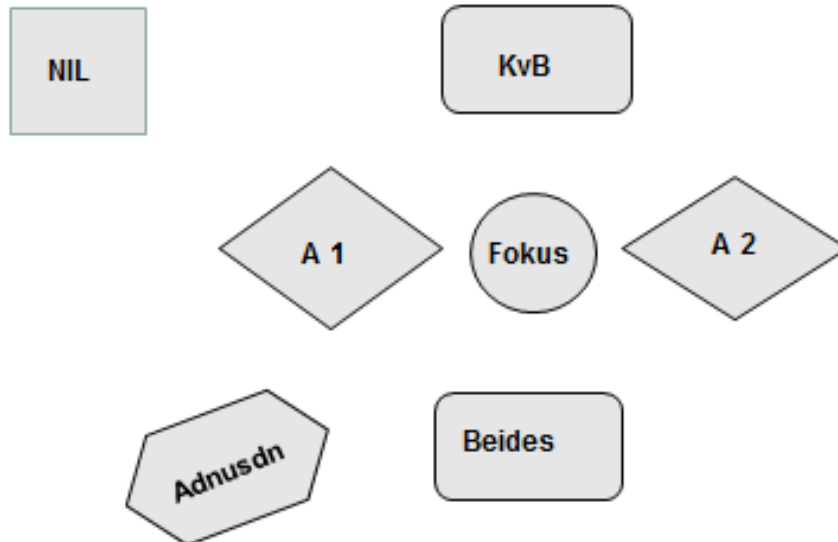 NIL
KvB
A 1
Fokus
A 2
Adnusdn
Beides